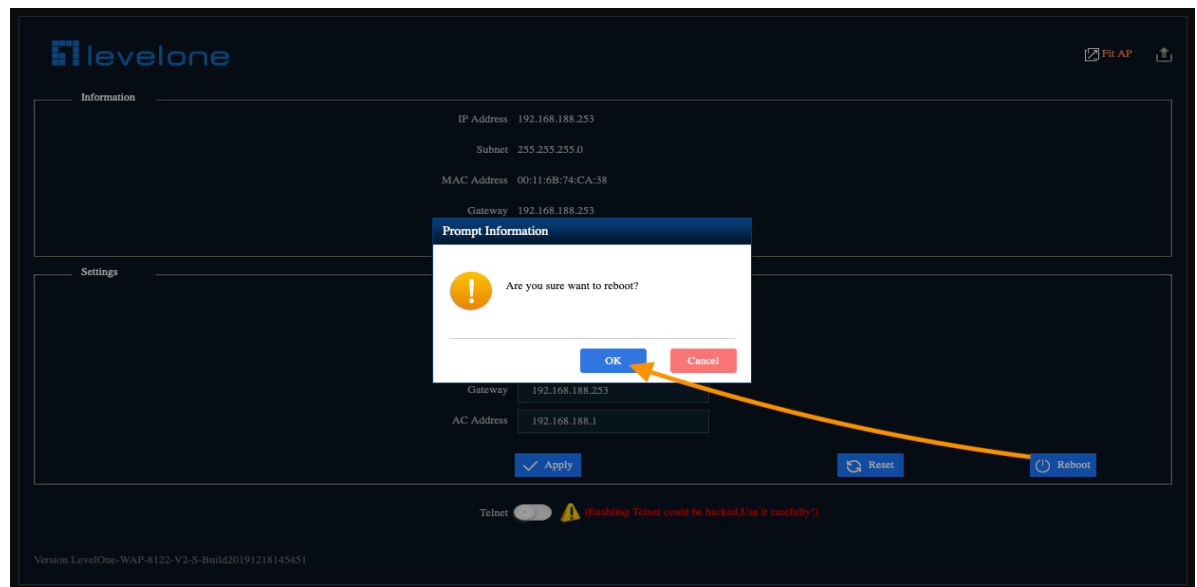 levelone
Fit AP
Information
IP Address 192.168.188.253
Subnet 255.255.255.0
MAC Address 00:11:6B:74:CA:38
Gateway 192.168.188.253
Prompt Information
Are you sure want to reboot?
OK Cancel
Settings
Gateway 192.168.188.253
AC Address 192.168.188.1
Apply Reset Reboot
Telnet (Enabling Telnet could be hacked,Use it carefully!)
Version LevelOne-WAP-8122-V2-S-Build20191218145451